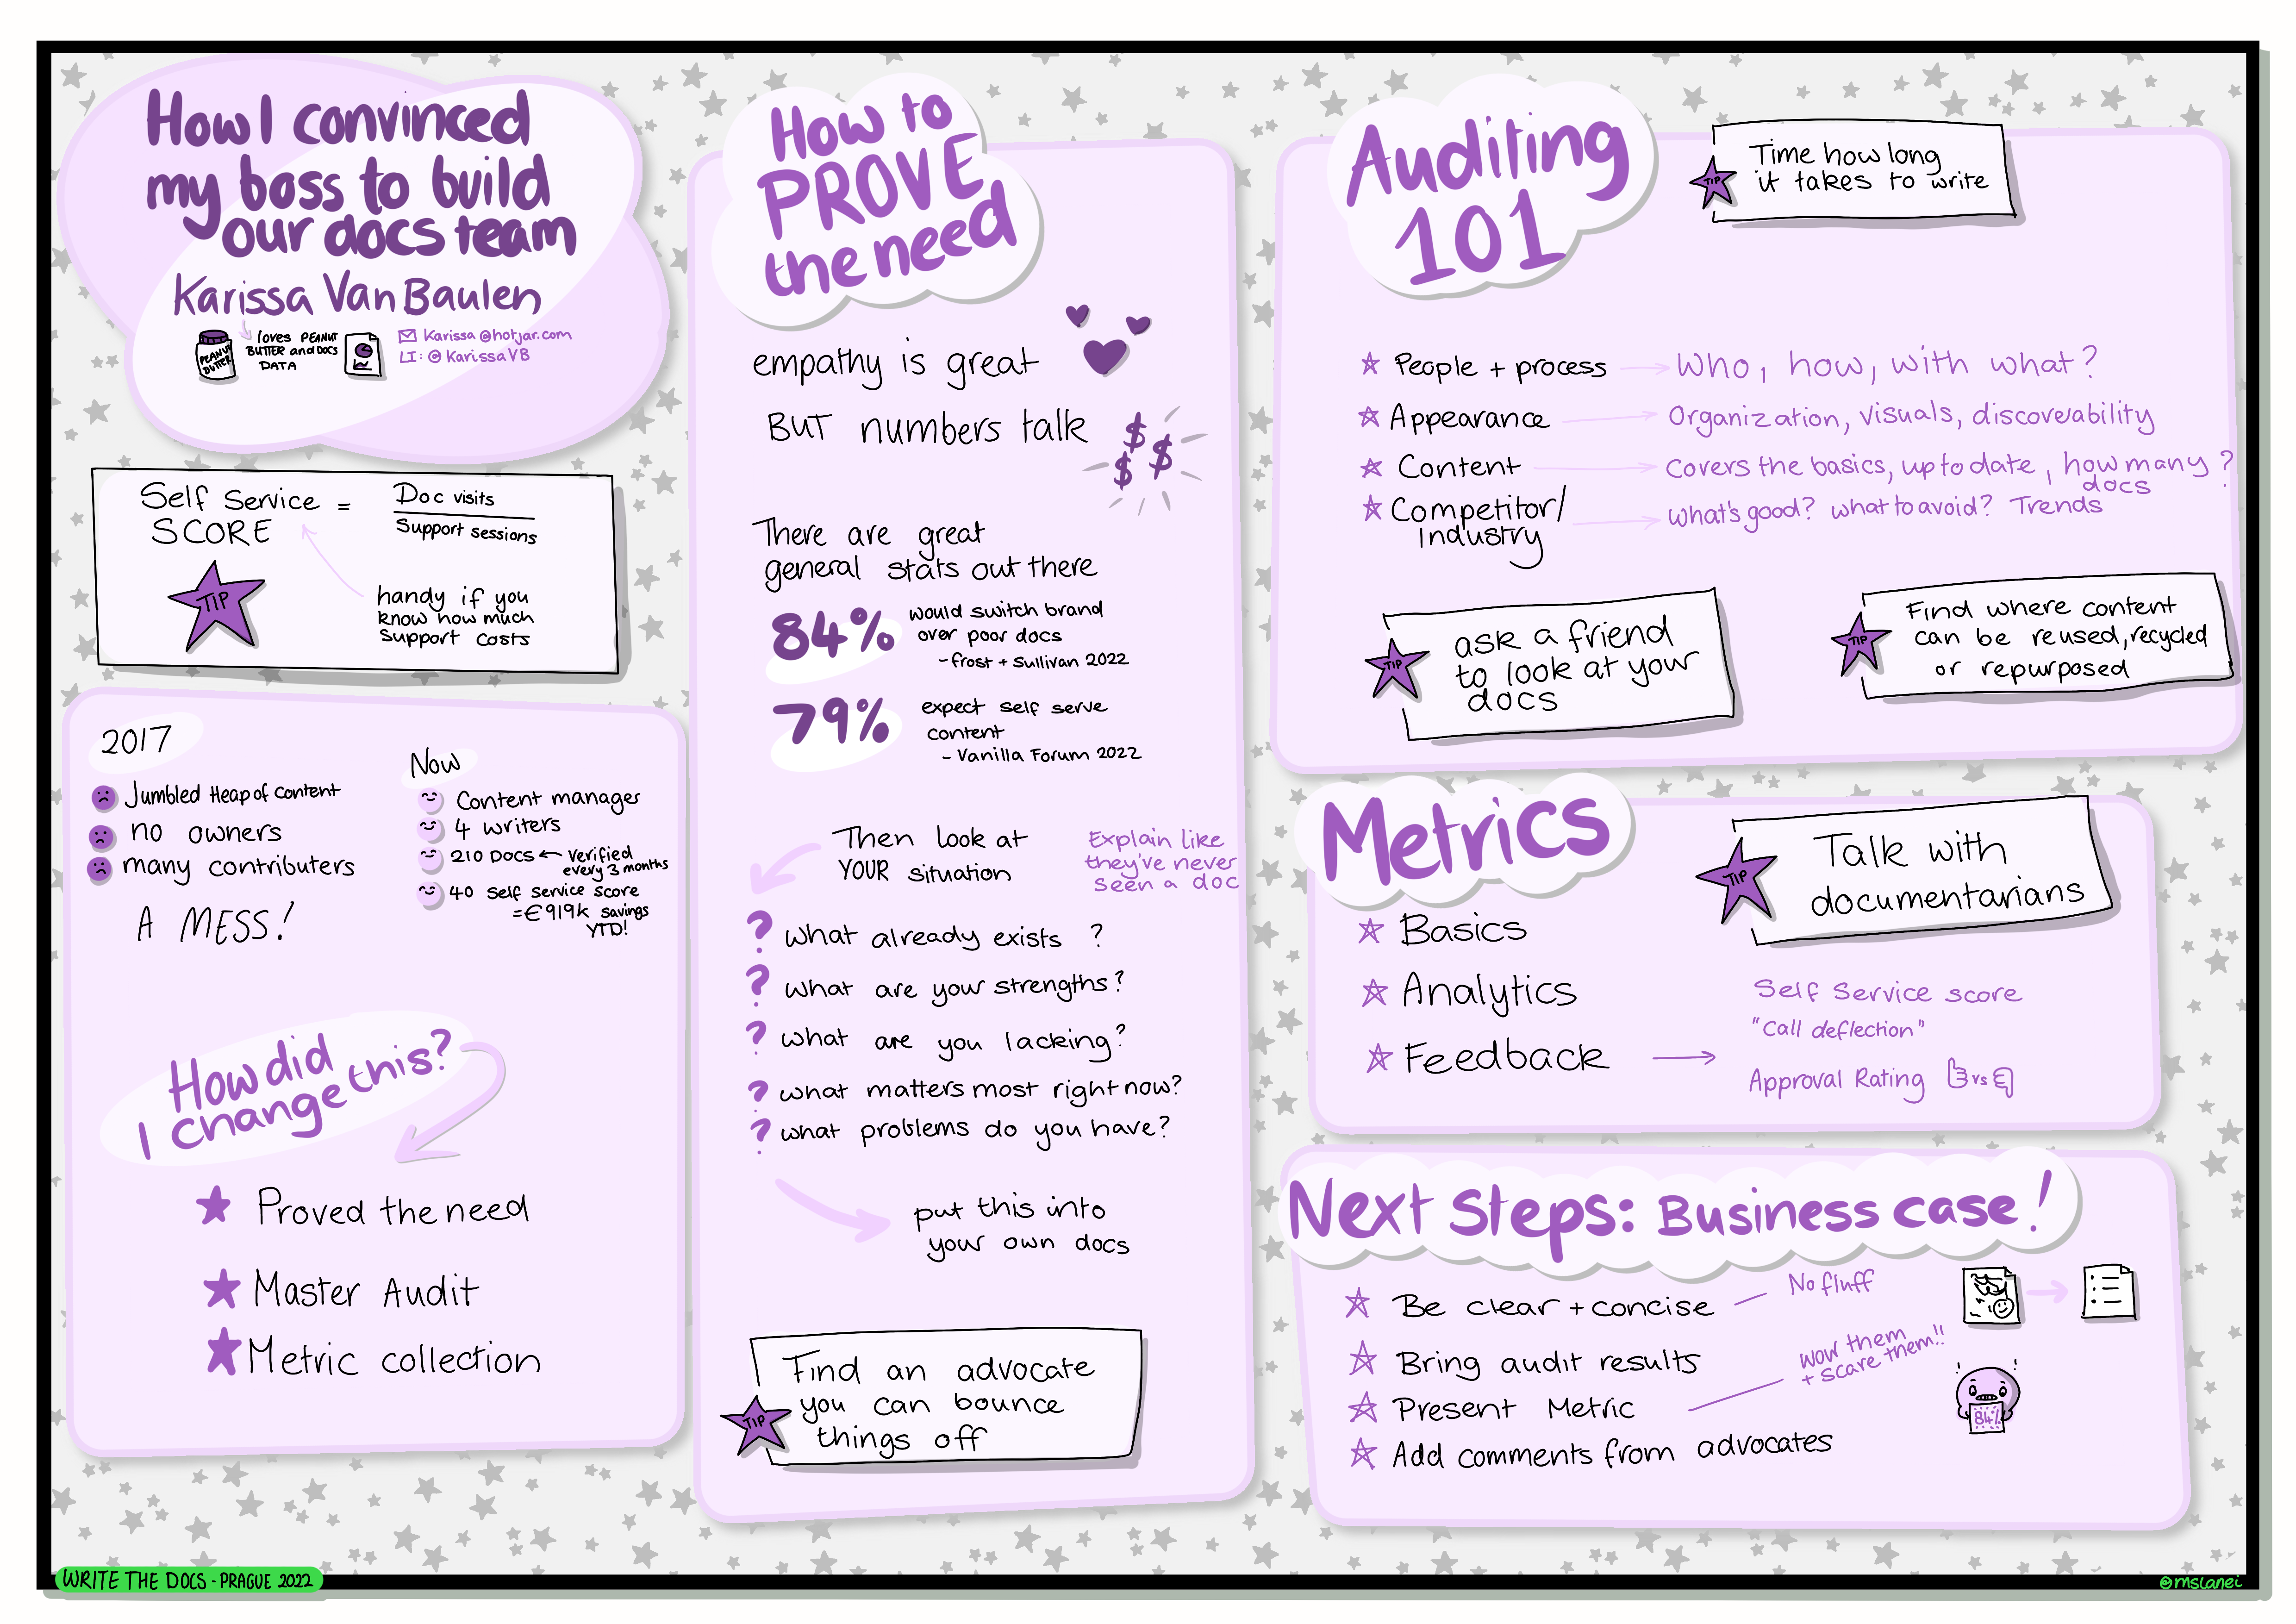 How I convinced
my boss to build
our docs team
Karissa Van Baulen
PEANUT
BUTTER
loves PEANUT
BUTTER and DOCS
DATA
Karissa@hotjar.com
LI: @KarissaVB
Self Service
SCORE
=
Doc visits
Support sessions
TIP
handy if you
know how much
support costs
2017
Jumbled Heap of Content
no owners
many contributers
A MESS!
Now
Content manager
4 writers
210 DOCS ← verified
every 3 months
40 Self service score
=€919k savings
YTD!
How did
I change this?
Proved the need
Master Audit
Metric collection
How to
PROVE
the need
empathy is great
BUT numbers talk
$ $ $
There are great
general stats out there
84%
would switch brand
over poor docs
- frost + Sullivan 2022
79%
expect self serve
content
- Vanilla Forum 2022
Then look at
YOUR situation
Explain like
they've never
seen a doc
? what already exists ?
? what are your strengths?
? what are you lacking?
? what matters most right now?
? what problems do you have?
put this into
your own docs
TIP
Find an advocate
you can bounce
things off
Auditing
101
TIP
Time how long
it takes to write
People + process → Who, how, with what?
Appearance → Organization, visuals, discoverability
Content → covers the basics, up to date, how many ?
docs
Competitor/
Industry
→ what's good? what to avoid? Trends
TIP
ask a friend
to look at your
docs
TIP
Find where content
can be reused, recycled
or repurposed
Metrics
TIP
Talk with
documentarians
Basics
Analytics
Feedback →
Self Service score
"Call deflection"
Approval Rating vs
Next Steps: Business case!
Be clear + concise
No fluff
Bring audit results
Present Metric
wow them
+ scare them!!
84%
Add comments from advocates
WRITE THE DOCS - PRAGUE 2022
@mslanei